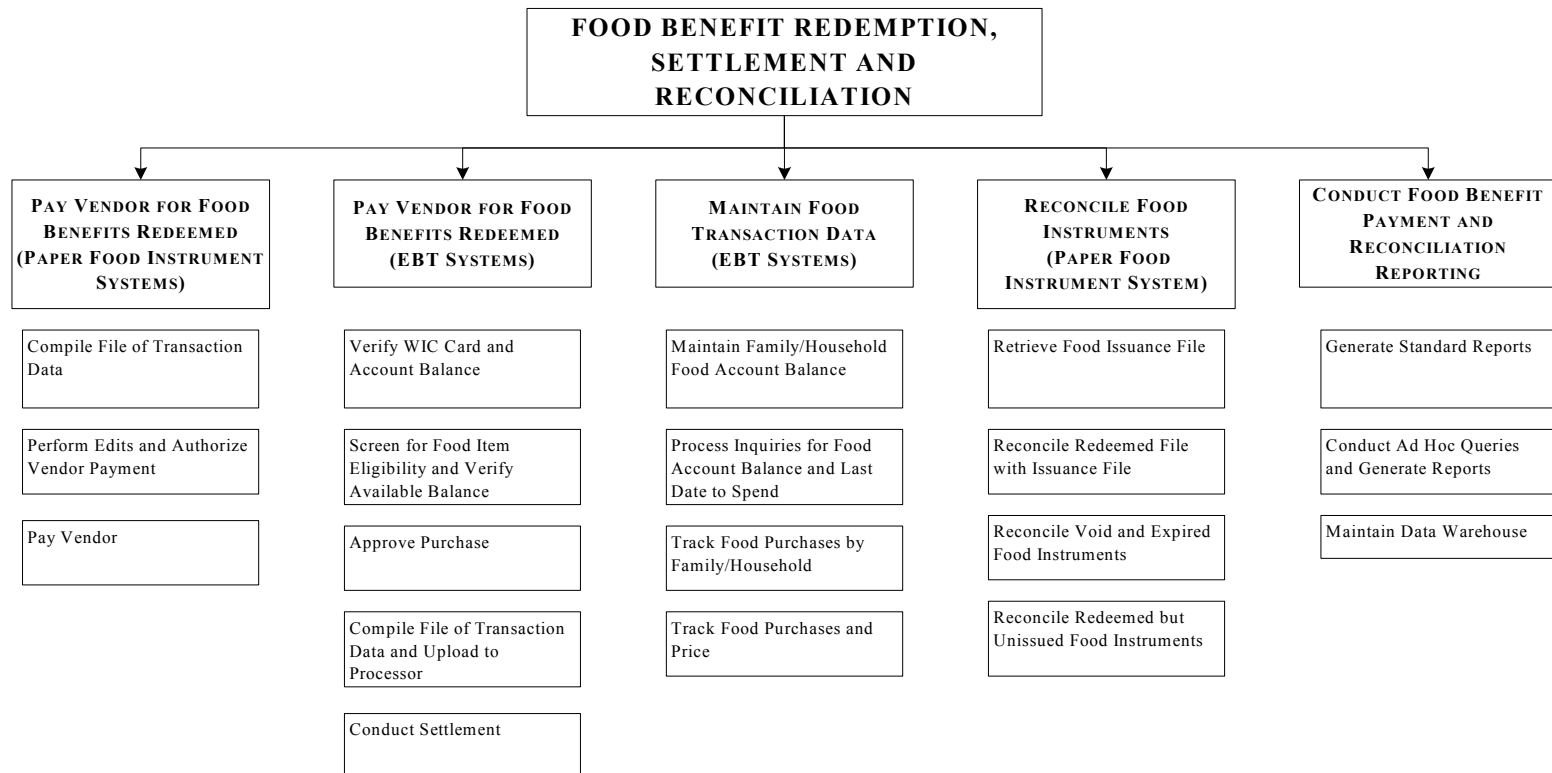 FOOD BENEFIT REDEMPTION,
SETTLEMENT AND
RECONCILIATION
PAY VENDOR FOR FOOD
BENEFITS REDEEMED
(PAPER FOOD INSTRUMENT
SYSTEMS)
Compile File of Transaction
Data
Perform Edits and Authorize
Vendor Payment
Pay Vendor
PAY VENDOR FOR FOOD
BENEFITS REDEEMED
(EBT SYSTEMS)
Verify WIC Card and
Account Balance
Screen for Food Item
Eligibility and Verify
Available Balance
Approve Purchase
Compile File of Transaction
Data and Upload to
Processor
Conduct Settlement
MAINTAIN FOOD
TRANSACTION DATA
(EBT SYSTEMS)
Maintain Family/Household
Food Account Balance
Process Inquiries for Food
Account Balance and Last
Date to Spend
Track Food Purchases by
Family/Household
Track Food Purchases and
Price
RECONCILE FOOD
INSTRUMENTS
(PAPER FOOD
INSTRUMENT SYSTEM)
Retrieve Food Issuance File
Reconcile Redeemed File
with Issuance File
Reconcile Void and Expired
Food Instruments
Reconcile Redeemed but
Unissued Food Instruments
CONDUCT FOOD BENEFIT
PAYMENT AND
RECONCILIATION
REPORTING
Generate Standard Reports
Conduct Ad Hoc Queries
and Generate Reports
Maintain Data Warehouse